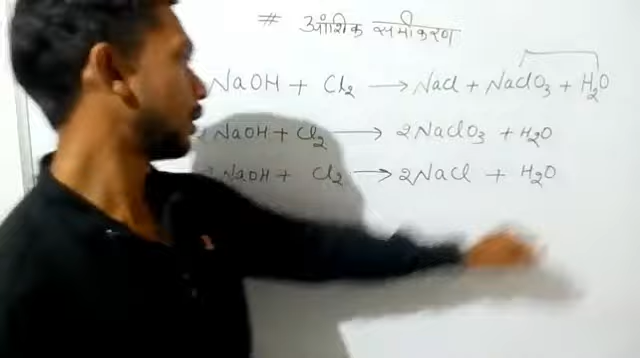 # आंशिक समीकरण
NaOH + Cl₂ → NaCl + NaClO₃ + H₂O
NaOH + Cl₂ → 2NaClO₃ + H₂O
NaOH + Cl₂ → 2NaCl + H₂O